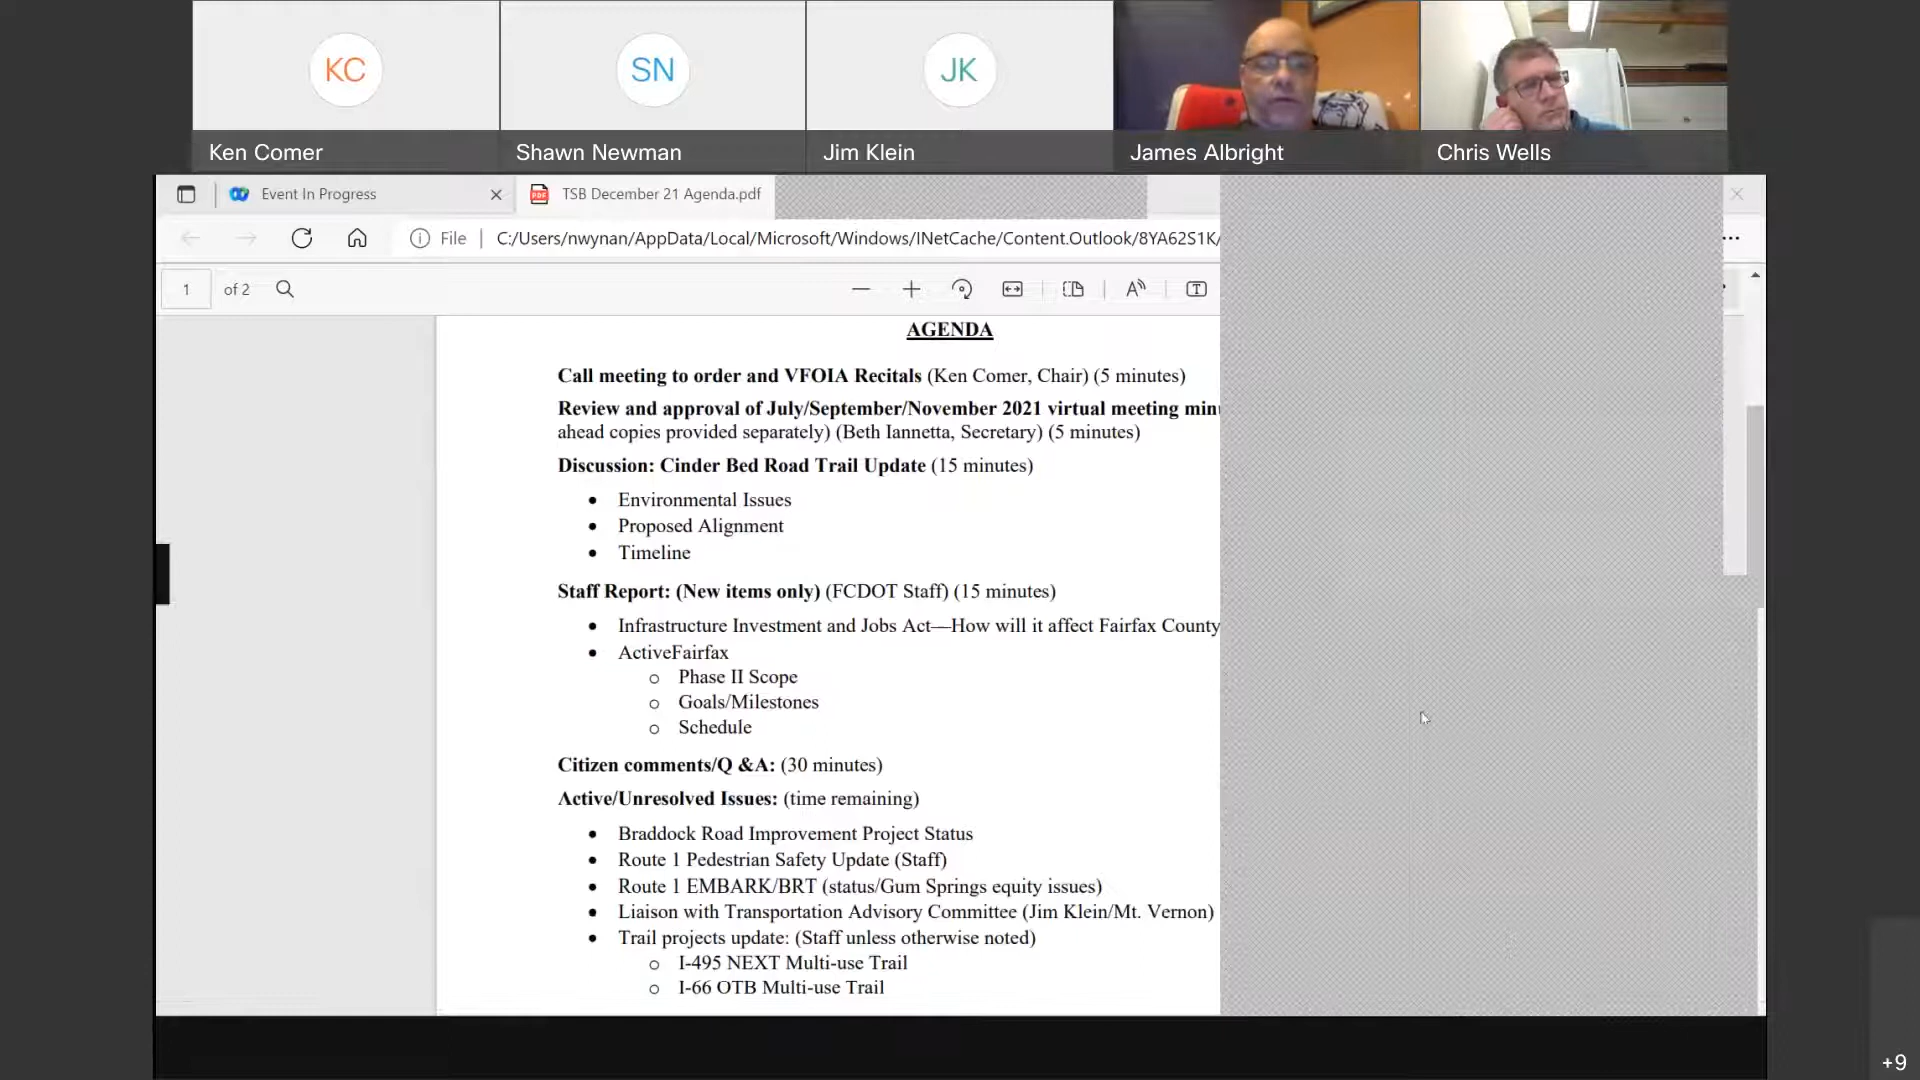 KC
SN
JK
Ken Comer
Shawn Newman
Jim Klein
James Albright
Chris Wells
Event In Progress
PDF
TSB December 21 Agenda.pdf
File
C:/Users/nwynan/AppData/Local/Microsoft/Windows/INetCache/Content.Outlook/8YA62S1K/
1 of 2
AGENDA
Call meeting to order and VFOIA Recitals (Ken Comer, Chair) (5 minutes)
Review and approval of July/September/November 2021 virtual meeting min
ahead copies provided separately) (Beth Iannetta, Secretary) (5 minutes)
Discussion: Cinder Bed Road Trail Update (15 minutes)
• Environmental Issues
• Proposed Alignment
• Timeline
Staff Report: (New items only) (FCDOT Staff) (15 minutes)
• Infrastructure Investment and Jobs Act—How will it affect Fairfax County
• ActiveFairfax
o Phase II Scope
o Goals/Milestones
o Schedule
Citizen comments/Q &A: (30 minutes)
Active/Unresolved Issues: (time remaining)
• Braddock Road Improvement Project Status
• Route 1 Pedestrian Safety Update (Staff)
• Route 1 EMBARK/BRT (status/Gum Springs equity issues)
• Liaison with Transportation Advisory Committee (Jim Klein/Mt. Vernon)
• Trail projects update: (Staff unless otherwise noted)
o I-495 NEXT Multi-use Trail
o I-66 OTB Multi-use Trail
+9